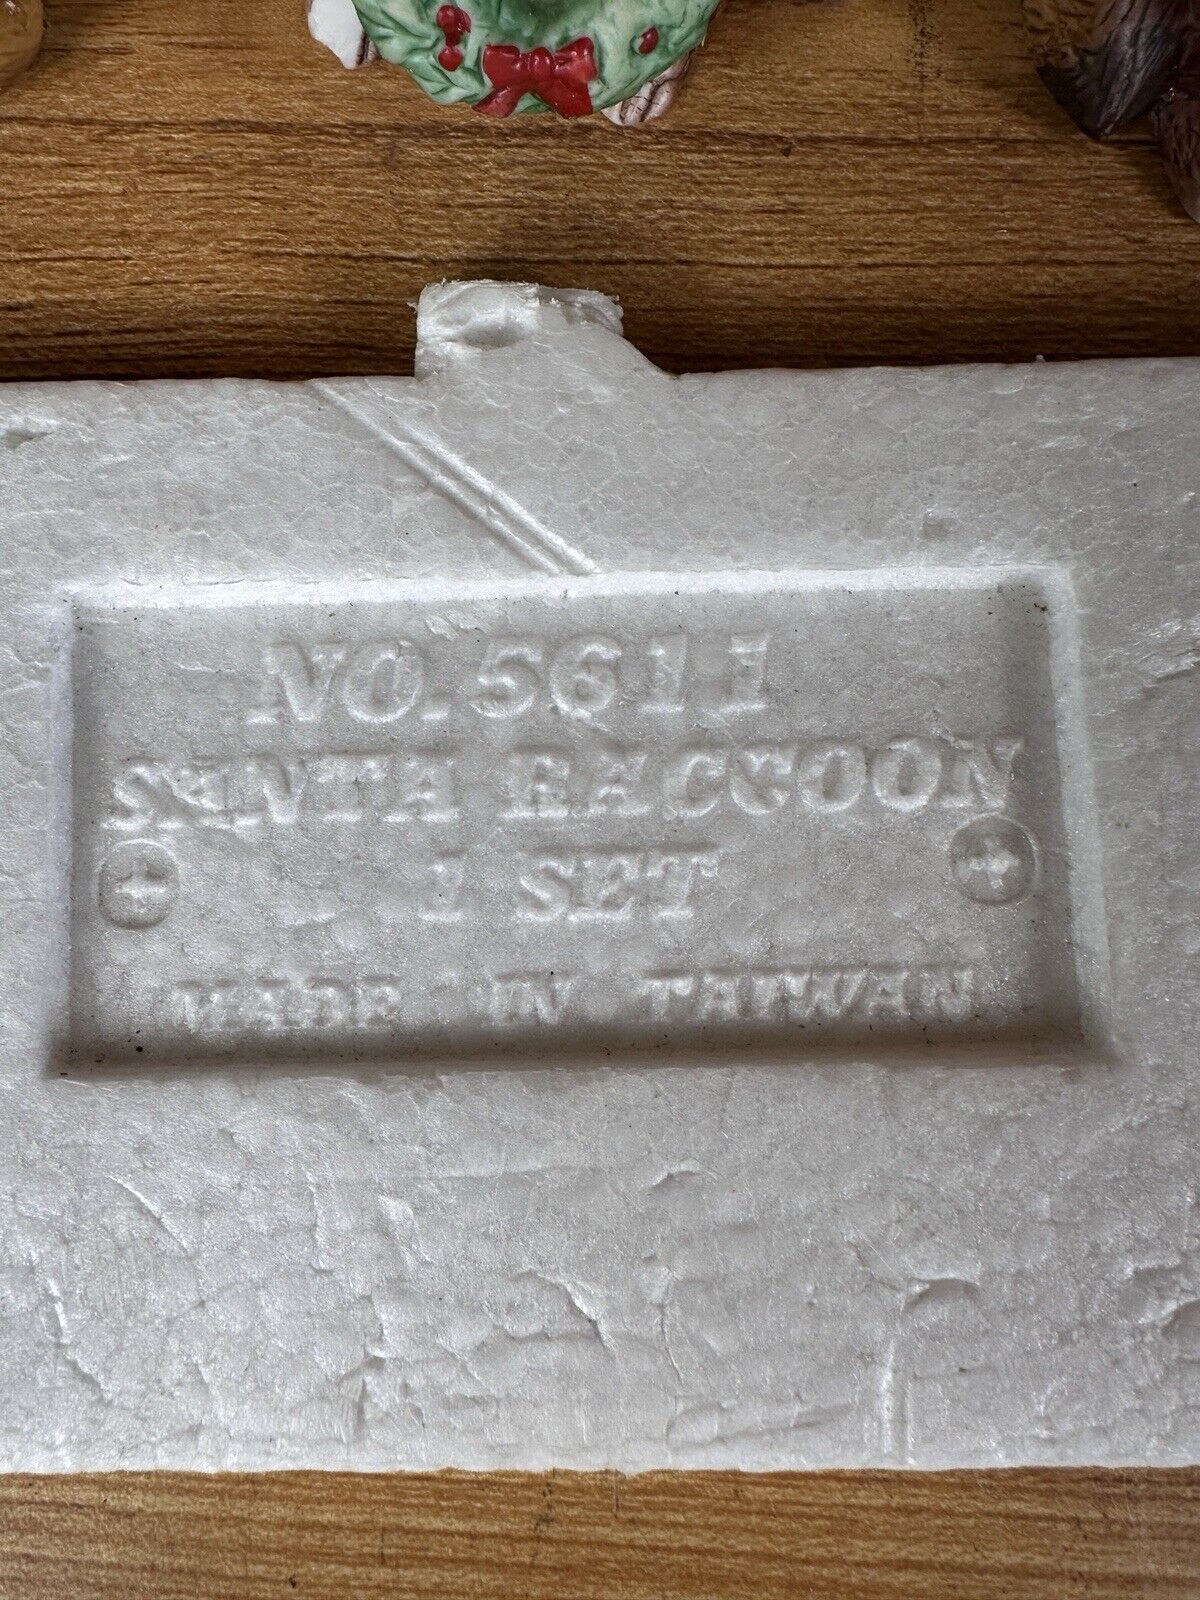 NO. 5611
SANTA RACCOON
1 SET
MADE IN TAIWAN